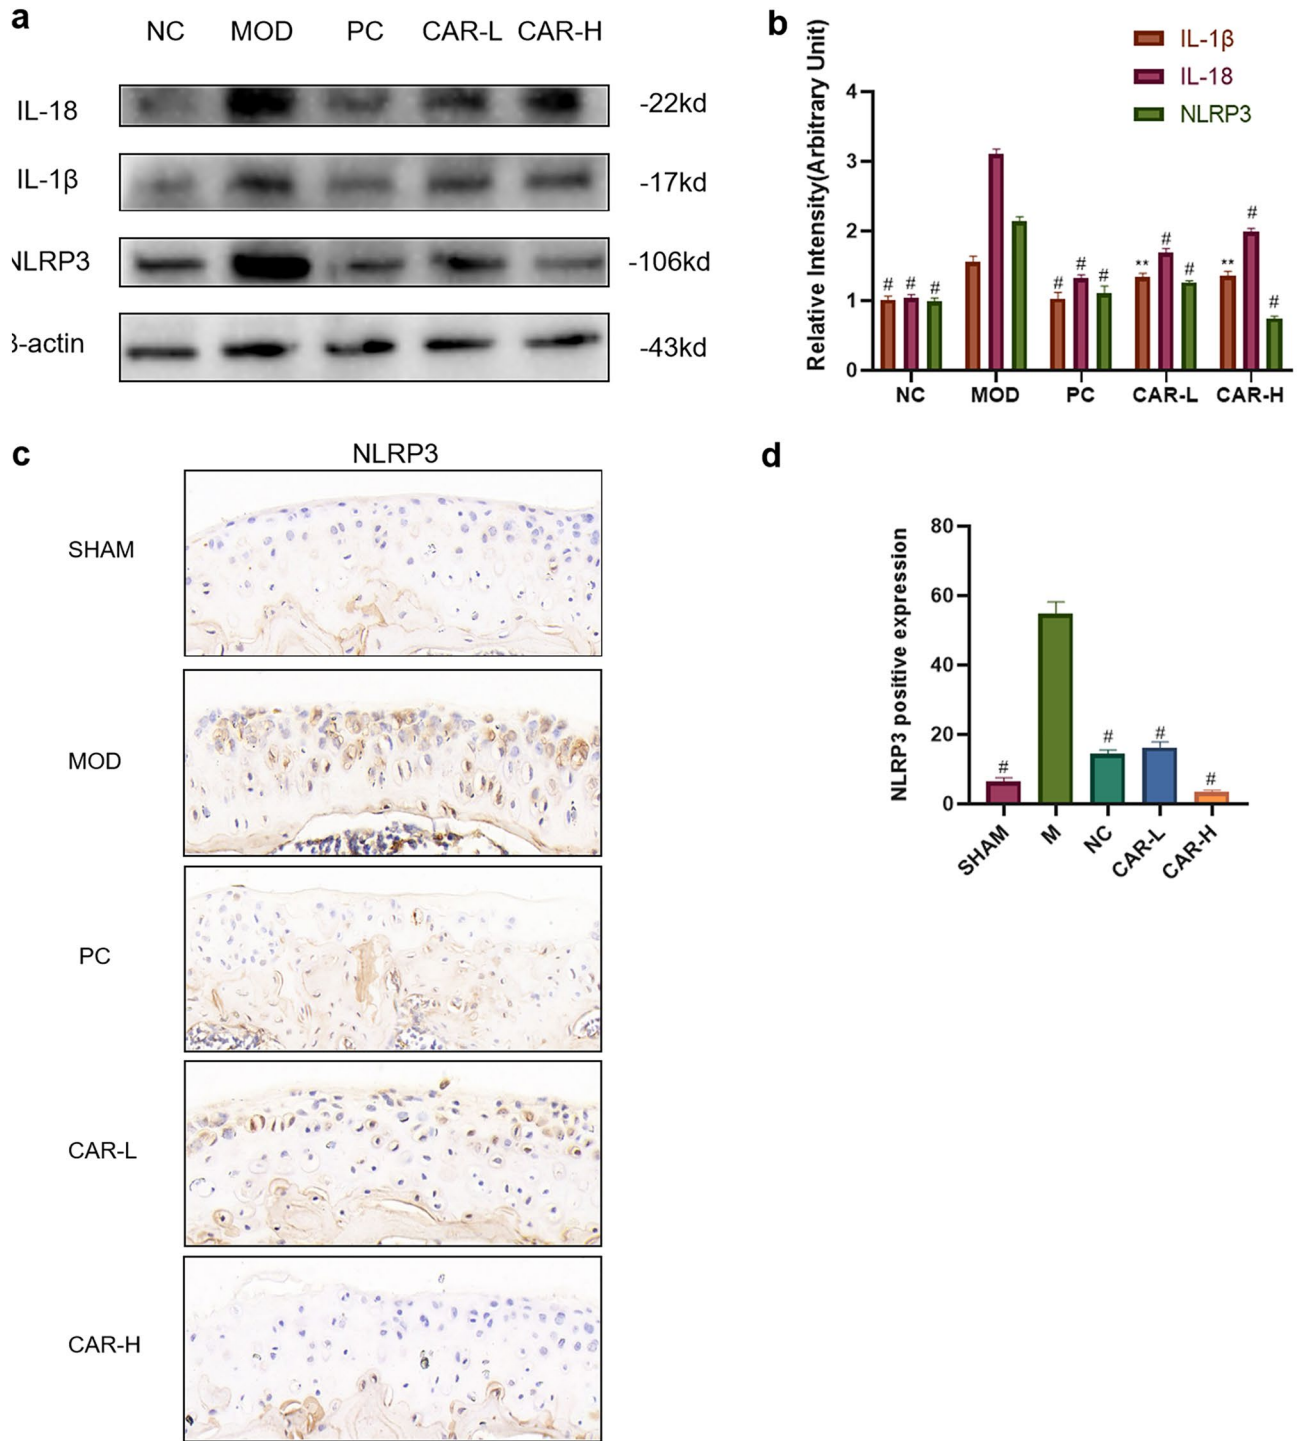 a
NC MOD PC CAR-L CAR-H
IL-18 -22kd
IL-1β -17kd
NLRP3 -106kd
β-actin -43kd
b
IL-1β
IL-18
NLRP3
Relative Intensity(Arbitrary Unit)
4
3
2
1
0
# # #
# # #
** # #
** # #
NC MOD PC CAR-L CAR-H
c
NLRP3
SHAM
MOD
PC
CAR-L
CAR-H
d
NLRP3 positive expression
80
60
40
20
0
# # # #
SHAM M NC CAR-L CAR-H